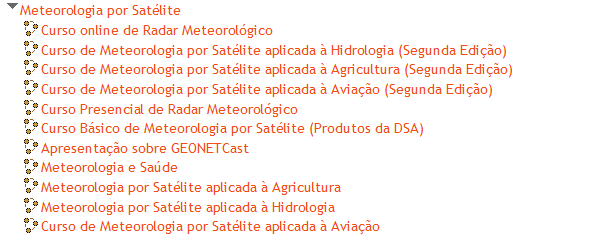 Meteorologia por Satélite
Curso online de Radar Meteorológico
Curso de Meteorologia por Satélite aplicada à Hidrologia (Segunda Edição)
Curso de Meteorologia por Satélite aplicada à Agricultura (Segunda Edição)
Curso de Meteorologia por Satélite aplicada à Aviação (Segunda Edição)
Curso Presencial de Radar Meteorológico
Curso Básico de Meteorologia por Satélite (Produtos da DSA)
Apresentação sobre GEONETCast
Meteorologia e Saúde
Meteorologia por Satélite aplicada à Agricultura
Meteorologia por Satélite aplicada à Hidrologia
Curso de Meteorologia por Satélite aplicada à Aviação